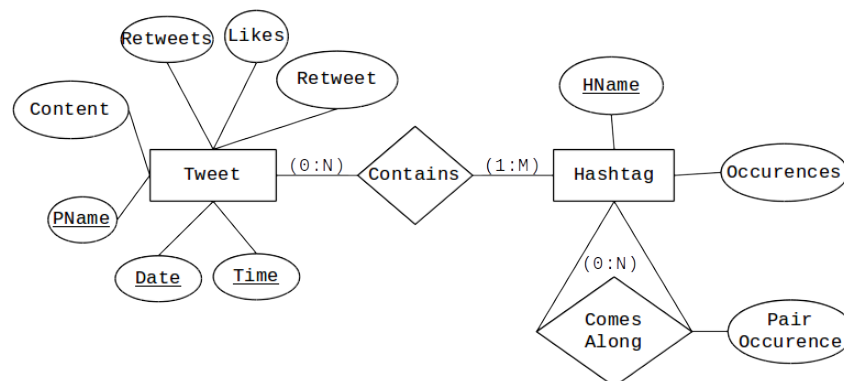 Retweets
Likes
Retweet
Content
HName
Tweet
(0:N)
Contains
(1:M)
Hashtag
Occurences
PName
Date
Time
(0:N)
Comes
Along
Pair
Occurence